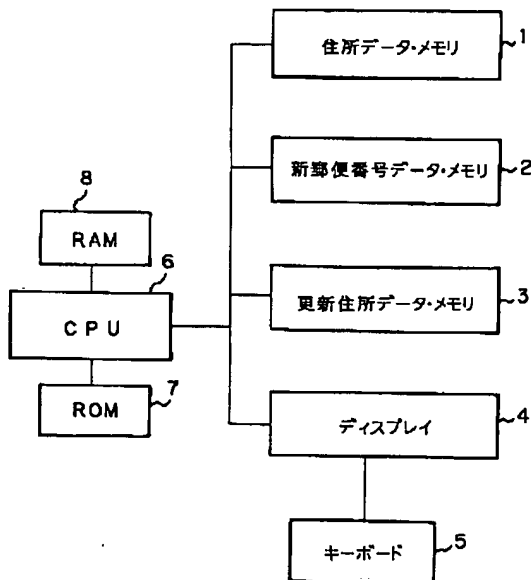 住所データ・メモリ
1
新郵便番号データ・メモリ
2
8
RAM
6
CPU
更新住所データ・メモリ
3
ROM
7
ディスプレイ
4
キーボード
5